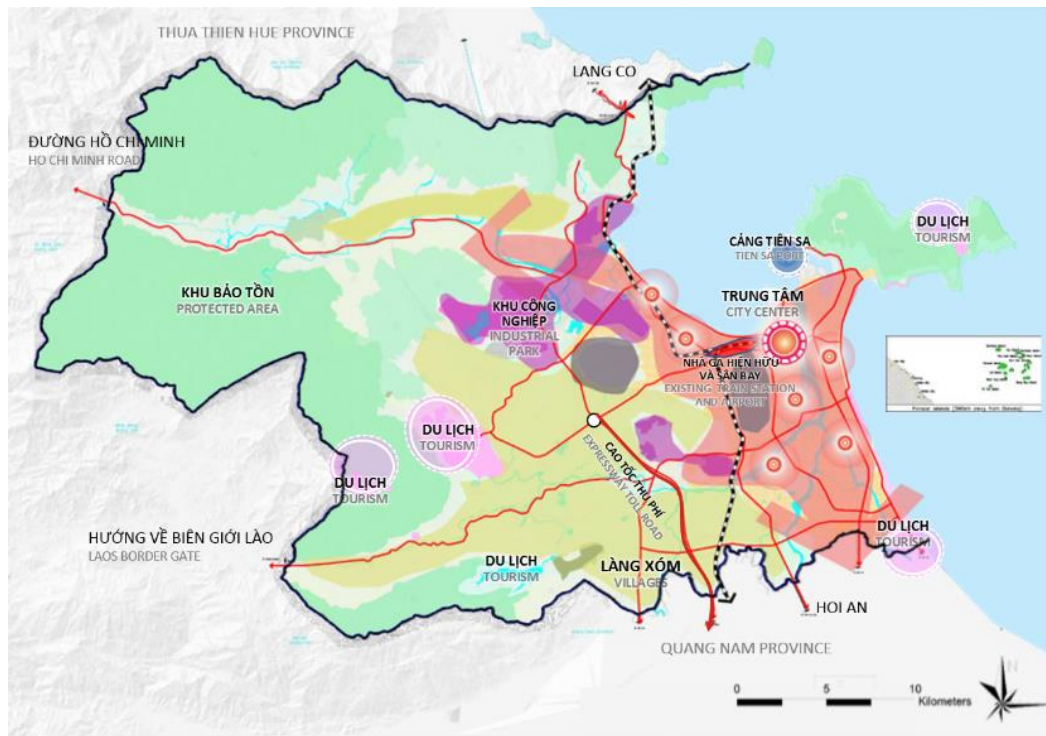 THUA THIEN HUE PROVINCE
LANG CO
ĐƯỜNG HỒ CHÍ MINH
HO CHI MINH ROAD
DU LỊCH
TOURISM
CẢNG TIÊN SA
TIEN SA PORT
KHU BẢO TỒN
PROTECTED AREA
TRUNG TÂM
CITY CENTER
KHU CÔNG
NGHIỆP
INDUSTRIAL
PARK
NHÀ GA HIỆN HỮU
VÀ SÂN BAY
EXISTING TRAIN STATION
AND AIRPORT
DU LỊCH
TOURISM
CAO TỐC THU PHÍ
EXPRESSWAY TOLL ROAD
DU LỊCH
TOURISM
HƯỚNG VỀ BIÊN GIỚI LÀO
LAOS BORDER GATE
DU LỊCH
TOURISM
DU LỊCH
TOURISM
LÀNG XÓM
VILLAGES
HOI AN
QUANG NAM PROVINCE
N
0 5 10
Kilometers